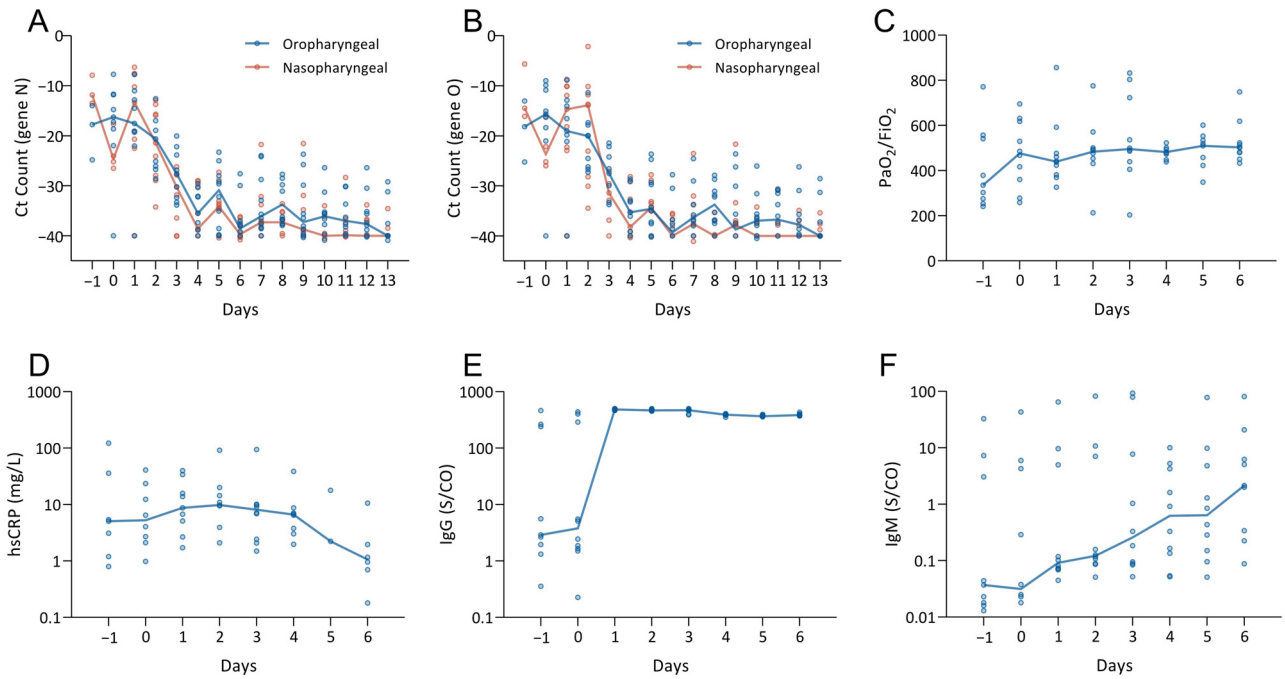 A
Ct Count (gene N)
0
−10
−20
−30
−40
Oropharyngeal
Nasopharyngeal
−1 0 1 2 3 4 5 6 7 8 9 10 11 12 13
Days
B
Ct Count (gene O)
0
−10
−20
−30
−40
Oropharyngeal
Nasopharyngeal
−1 0 1 2 3 4 5 6 7 8 9 10 11 12 13
Days
C
PaO₂/FiO₂
1000
800
600
400
200
0
−1 0 1 2 3 4 5 6
Days
D
hsCRP (mg/L)
1000
100
10
1
0.1
−1 0 1 2 3 4 5 6
Days
E
IgG (S/CO)
1000
100
10
1
0.1
−1 0 1 2 3 4 5 6
Days
F
IgM (S/CO)
100
10
1
0.1
0.01
−1 0 1 2 3 4 5 6
Days